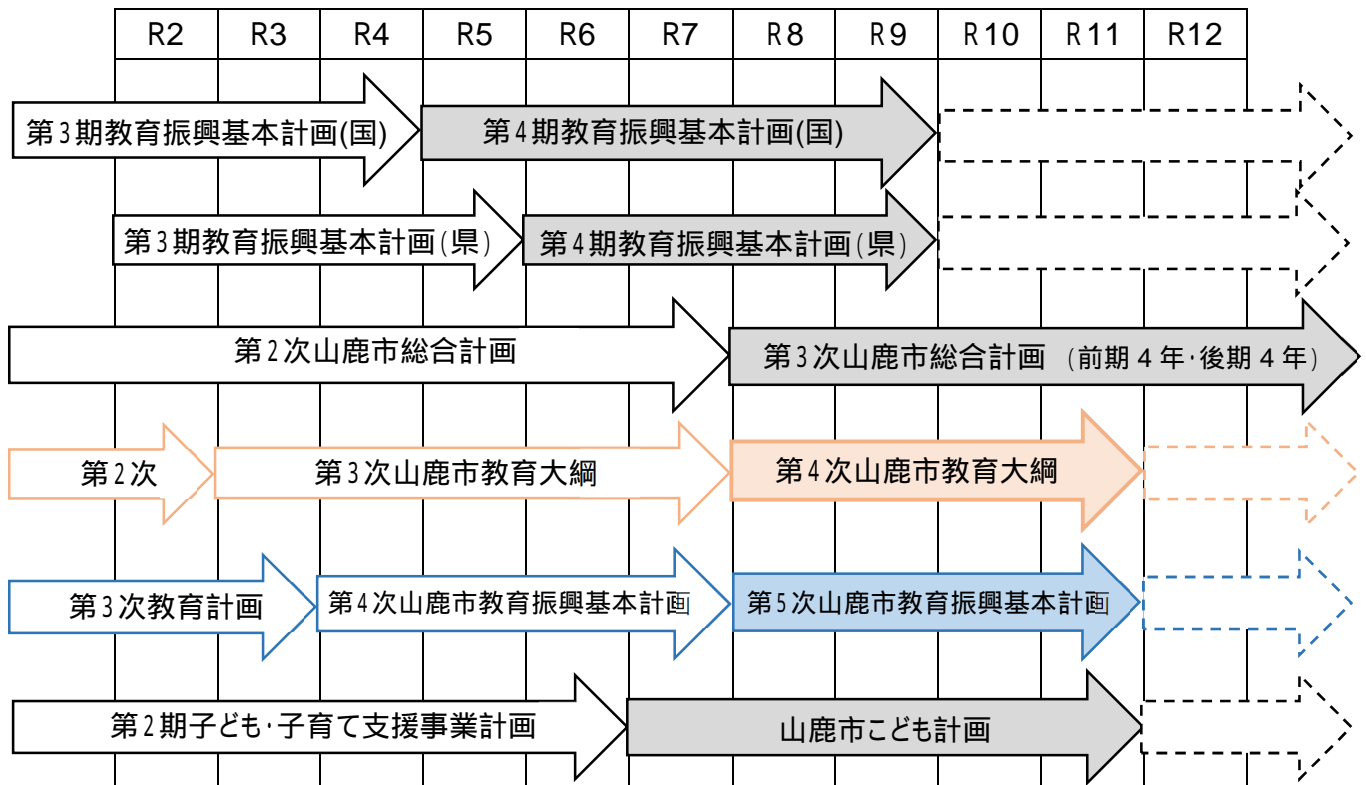 R2 R3 R4 R5 R6 R7 R8 R9 R10 R11 R12
第3期教育振興基本計画(国) 第4期教育振興基本計画(国)
第3期教育振興基本計画(県) 第4期教育振興基本計画(県)
第2次山鹿市総合計画 第3次山鹿市総合計画 (前期4年・後期4年)
第2次 第3次山鹿市教育大綱 第4次山鹿市教育大綱
第3次教育計画 第4次山鹿市教育振興基本計画 第5次山鹿市教育振興基本計画
第2期子ども・子育て支援事業計画 山鹿市こども計画